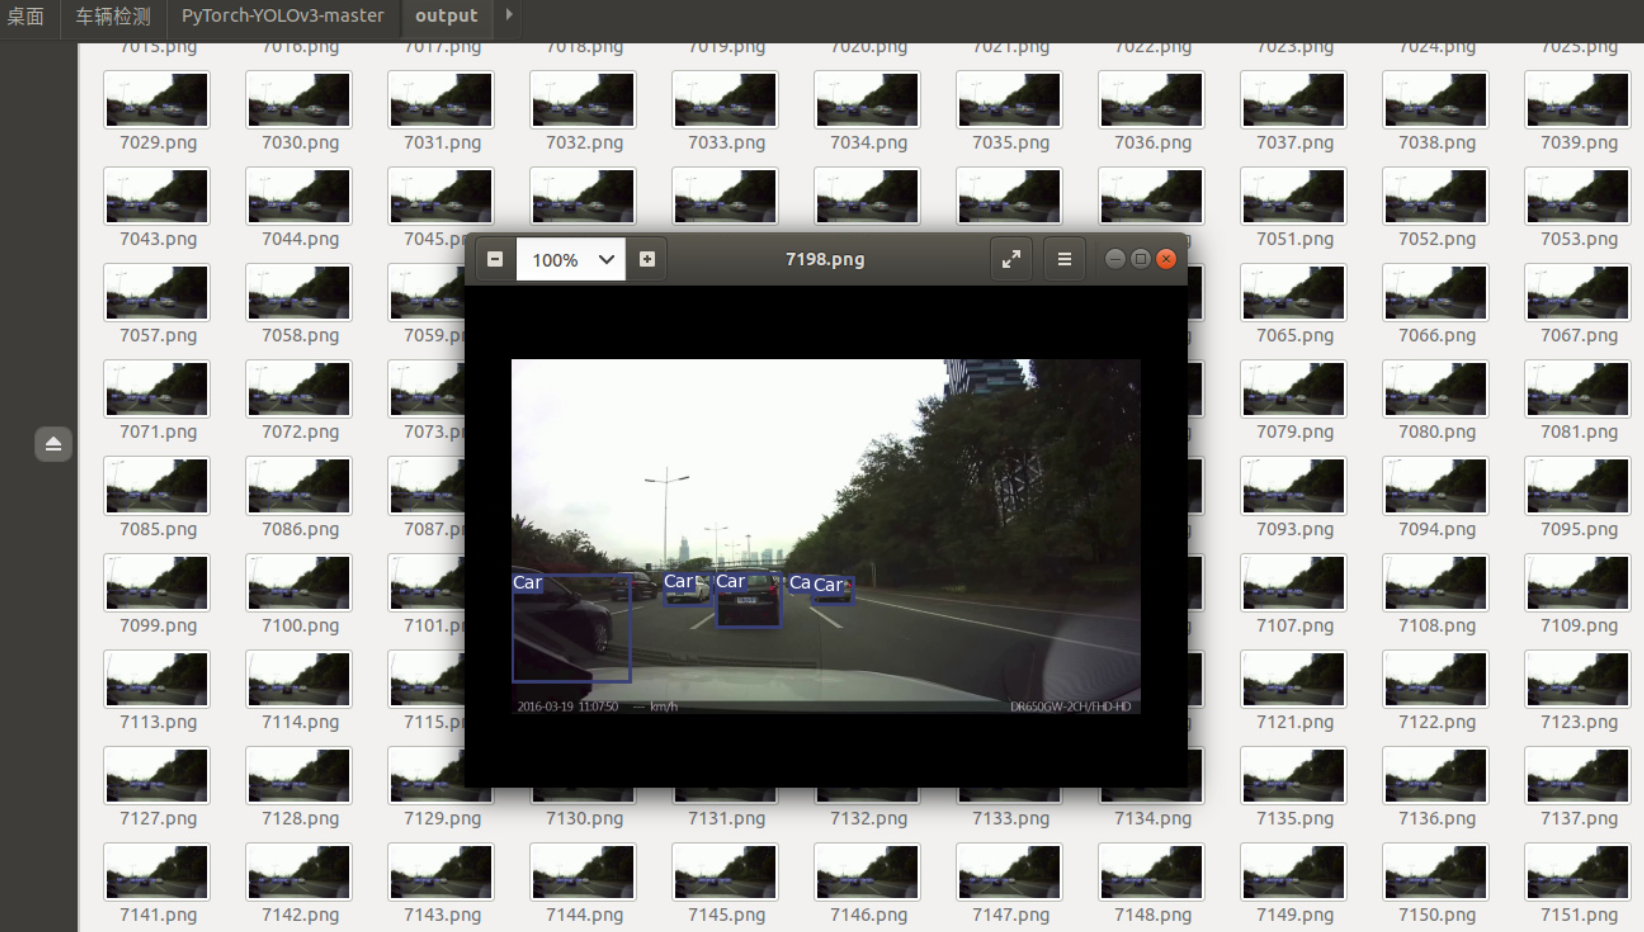 桌面 车辆检测 PyTorch-YOLOv3-master output
7015.png 7016.png 7017.png 7018.png 7019.png 7020.png 7021.png 7022.png 7023.png 7024.png 7025.png
7029.png 7030.png 7031.png 7032.png 7033.png 7034.png 7035.png 7036.png 7037.png 7038.png 7039.png
7043.png 7044.png 7045.p 7051.png 7052.png 7053.png
100% 7198.png
7057.png 7058.png 7059.p 7065.png 7066.png 7067.png
7071.png 7072.png 7073.p 7079.png 7080.png 7081.png
7085.png 7086.png 7087.p 7093.png 7094.png 7095.png
Car Car Car Ca Car
7099.png 7100.png 7101.p 7107.png 7108.png 7109.png
2016-03-19 11:07:50 --- km/h DR650GW-2CH/FHD-HD
7113.png 7114.png 7115.p 7121.png 7122.png 7123.png
7127.png 7128.png 7129.png 7130.png 7131.png 7132.png 7133.png 7134.png 7135.png 7136.png 7137.png
7141.png 7142.png 7143.png 7144.png 7145.png 7146.png 7147.png 7148.png 7149.png 7150.png 7151.png